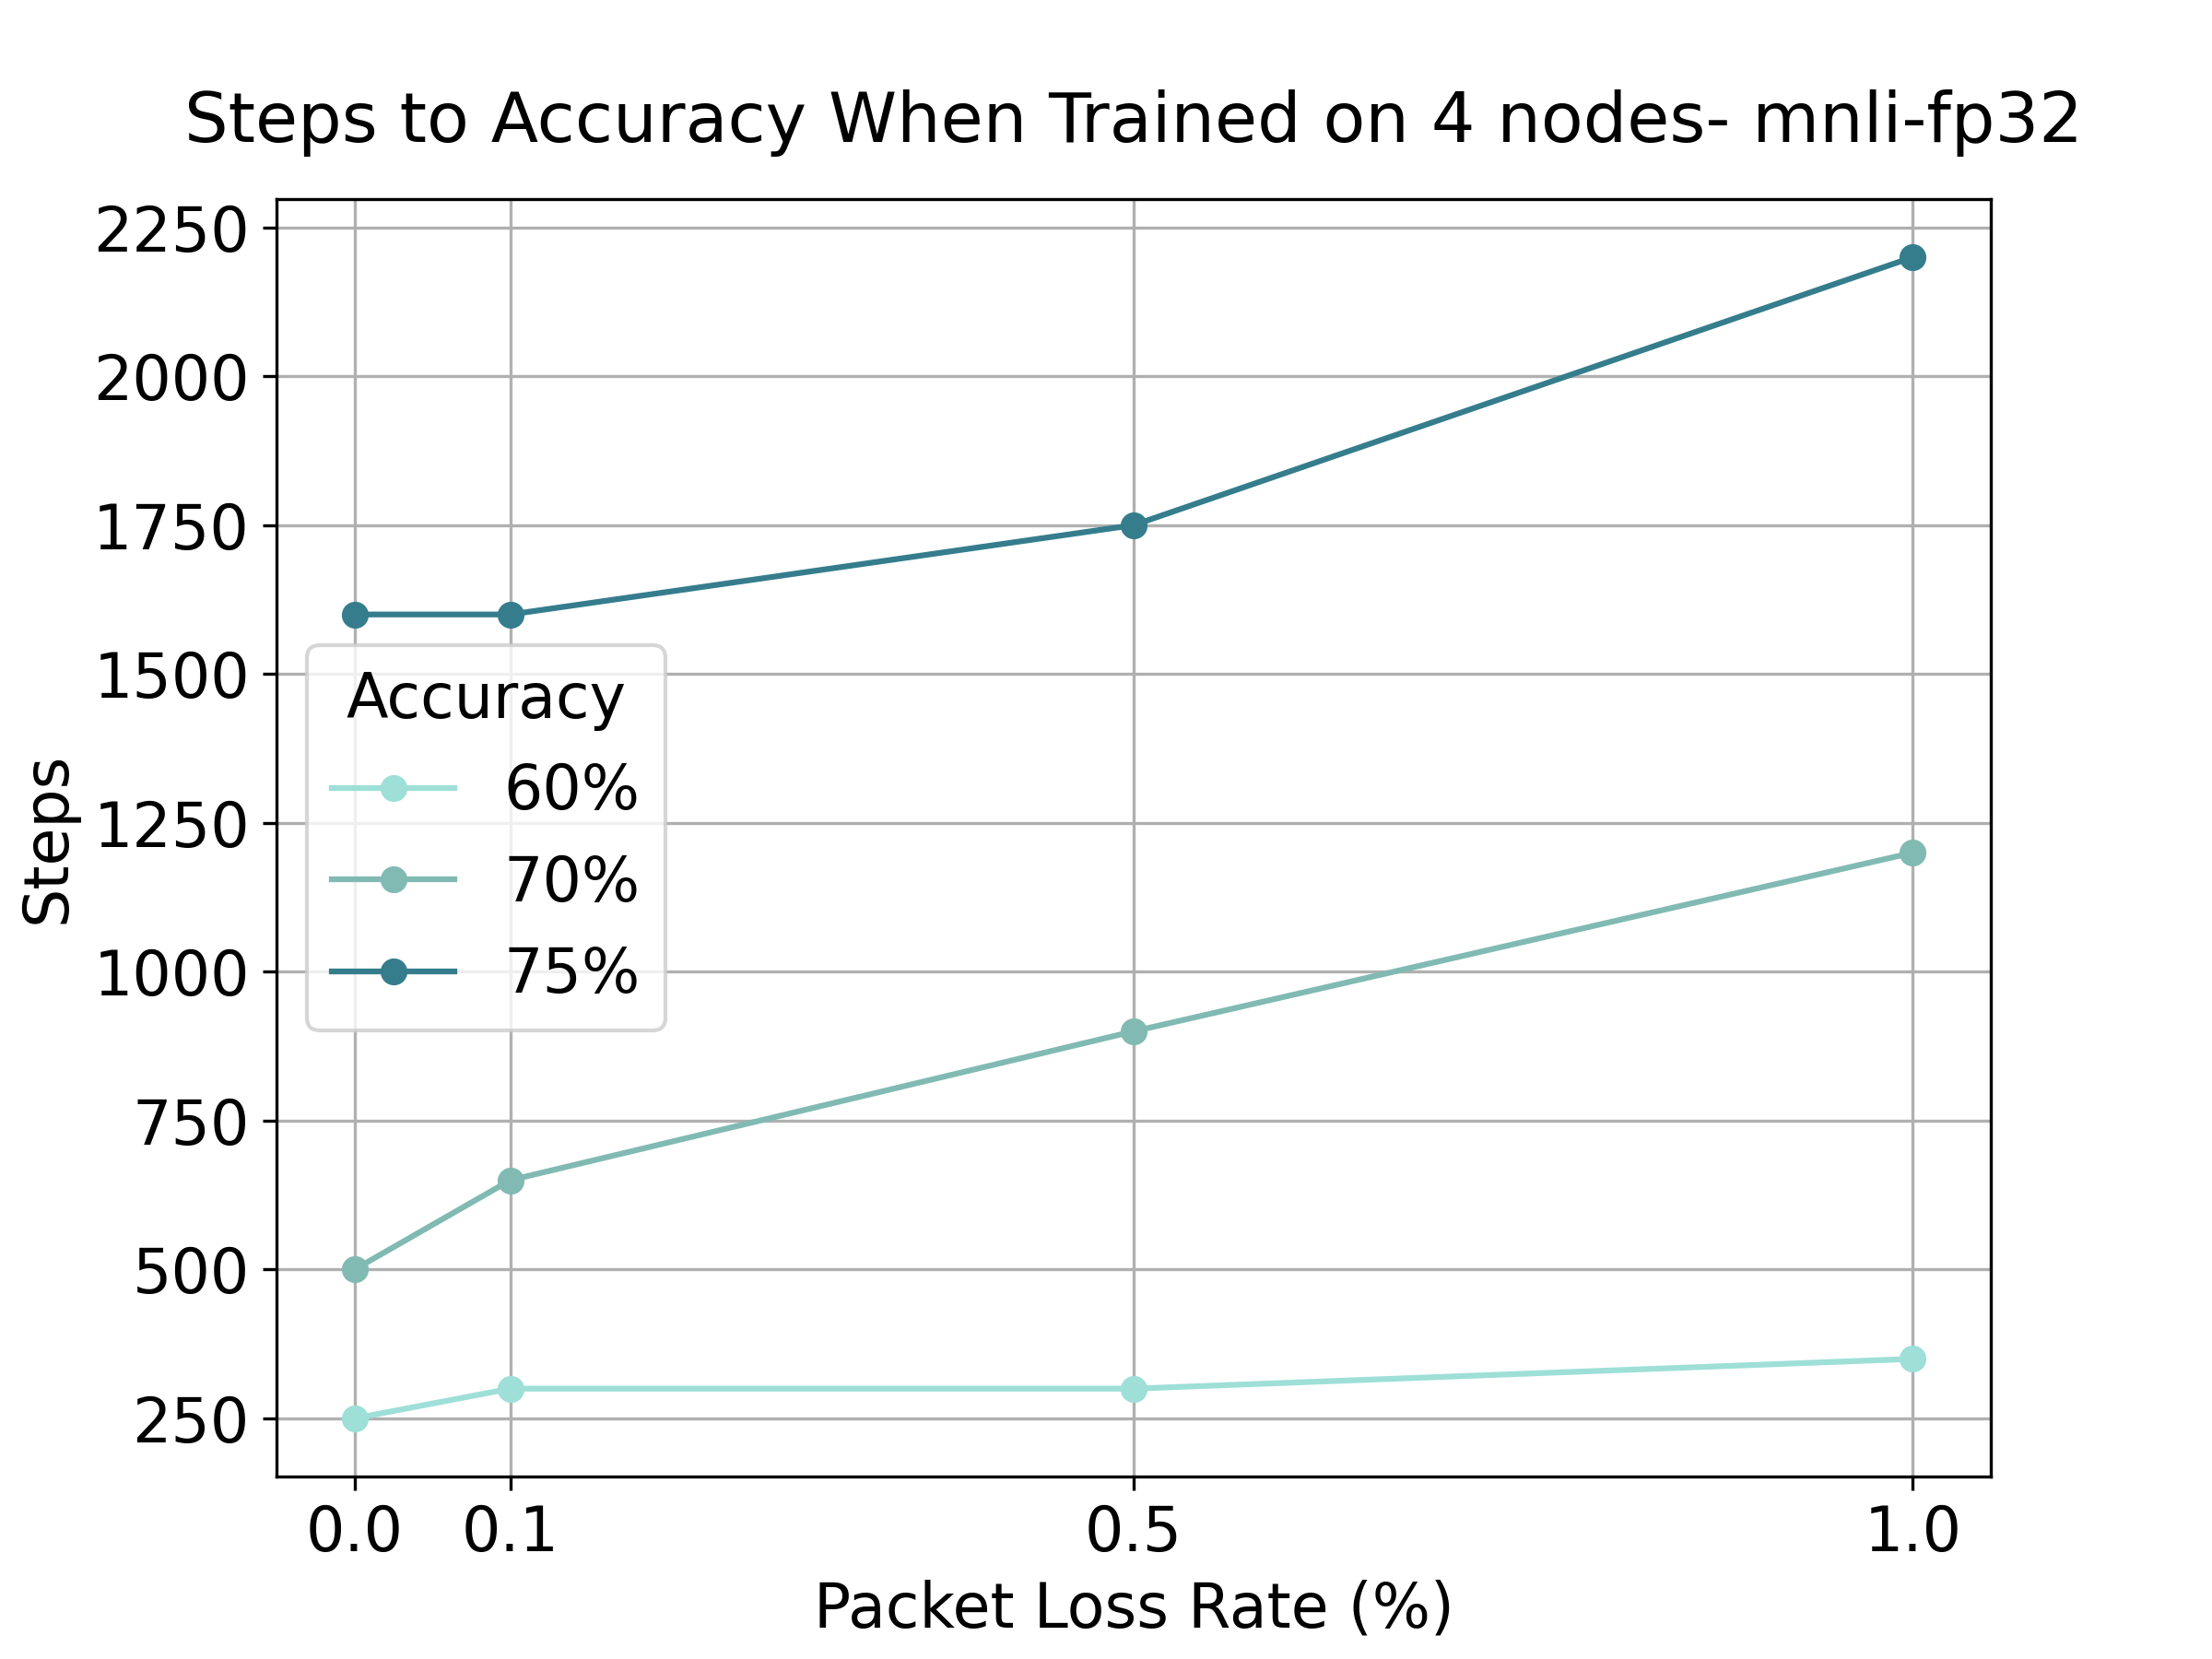 Steps to Accuracy When Trained on 4 nodes- mnli-fp32
2250
2000
1750
1500
1250
1000
750
500
250
Steps
Accuracy
60%
70%
75%
0.0 0.1 0.5 1.0
Packet Loss Rate (%)